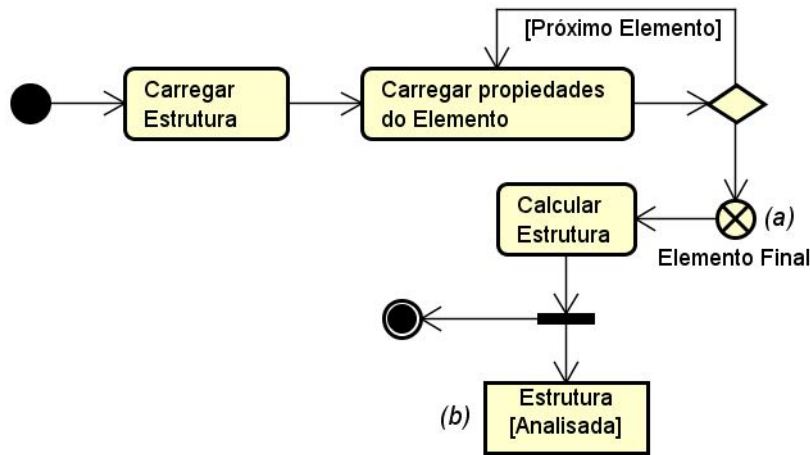 [Próximo Elemento]
Carregar
Estrutura
Carregar propiedades
do Elemento
Calcular
Estrutura
(a)
Elemento Final
(b)
Estrutura
[Analisada]